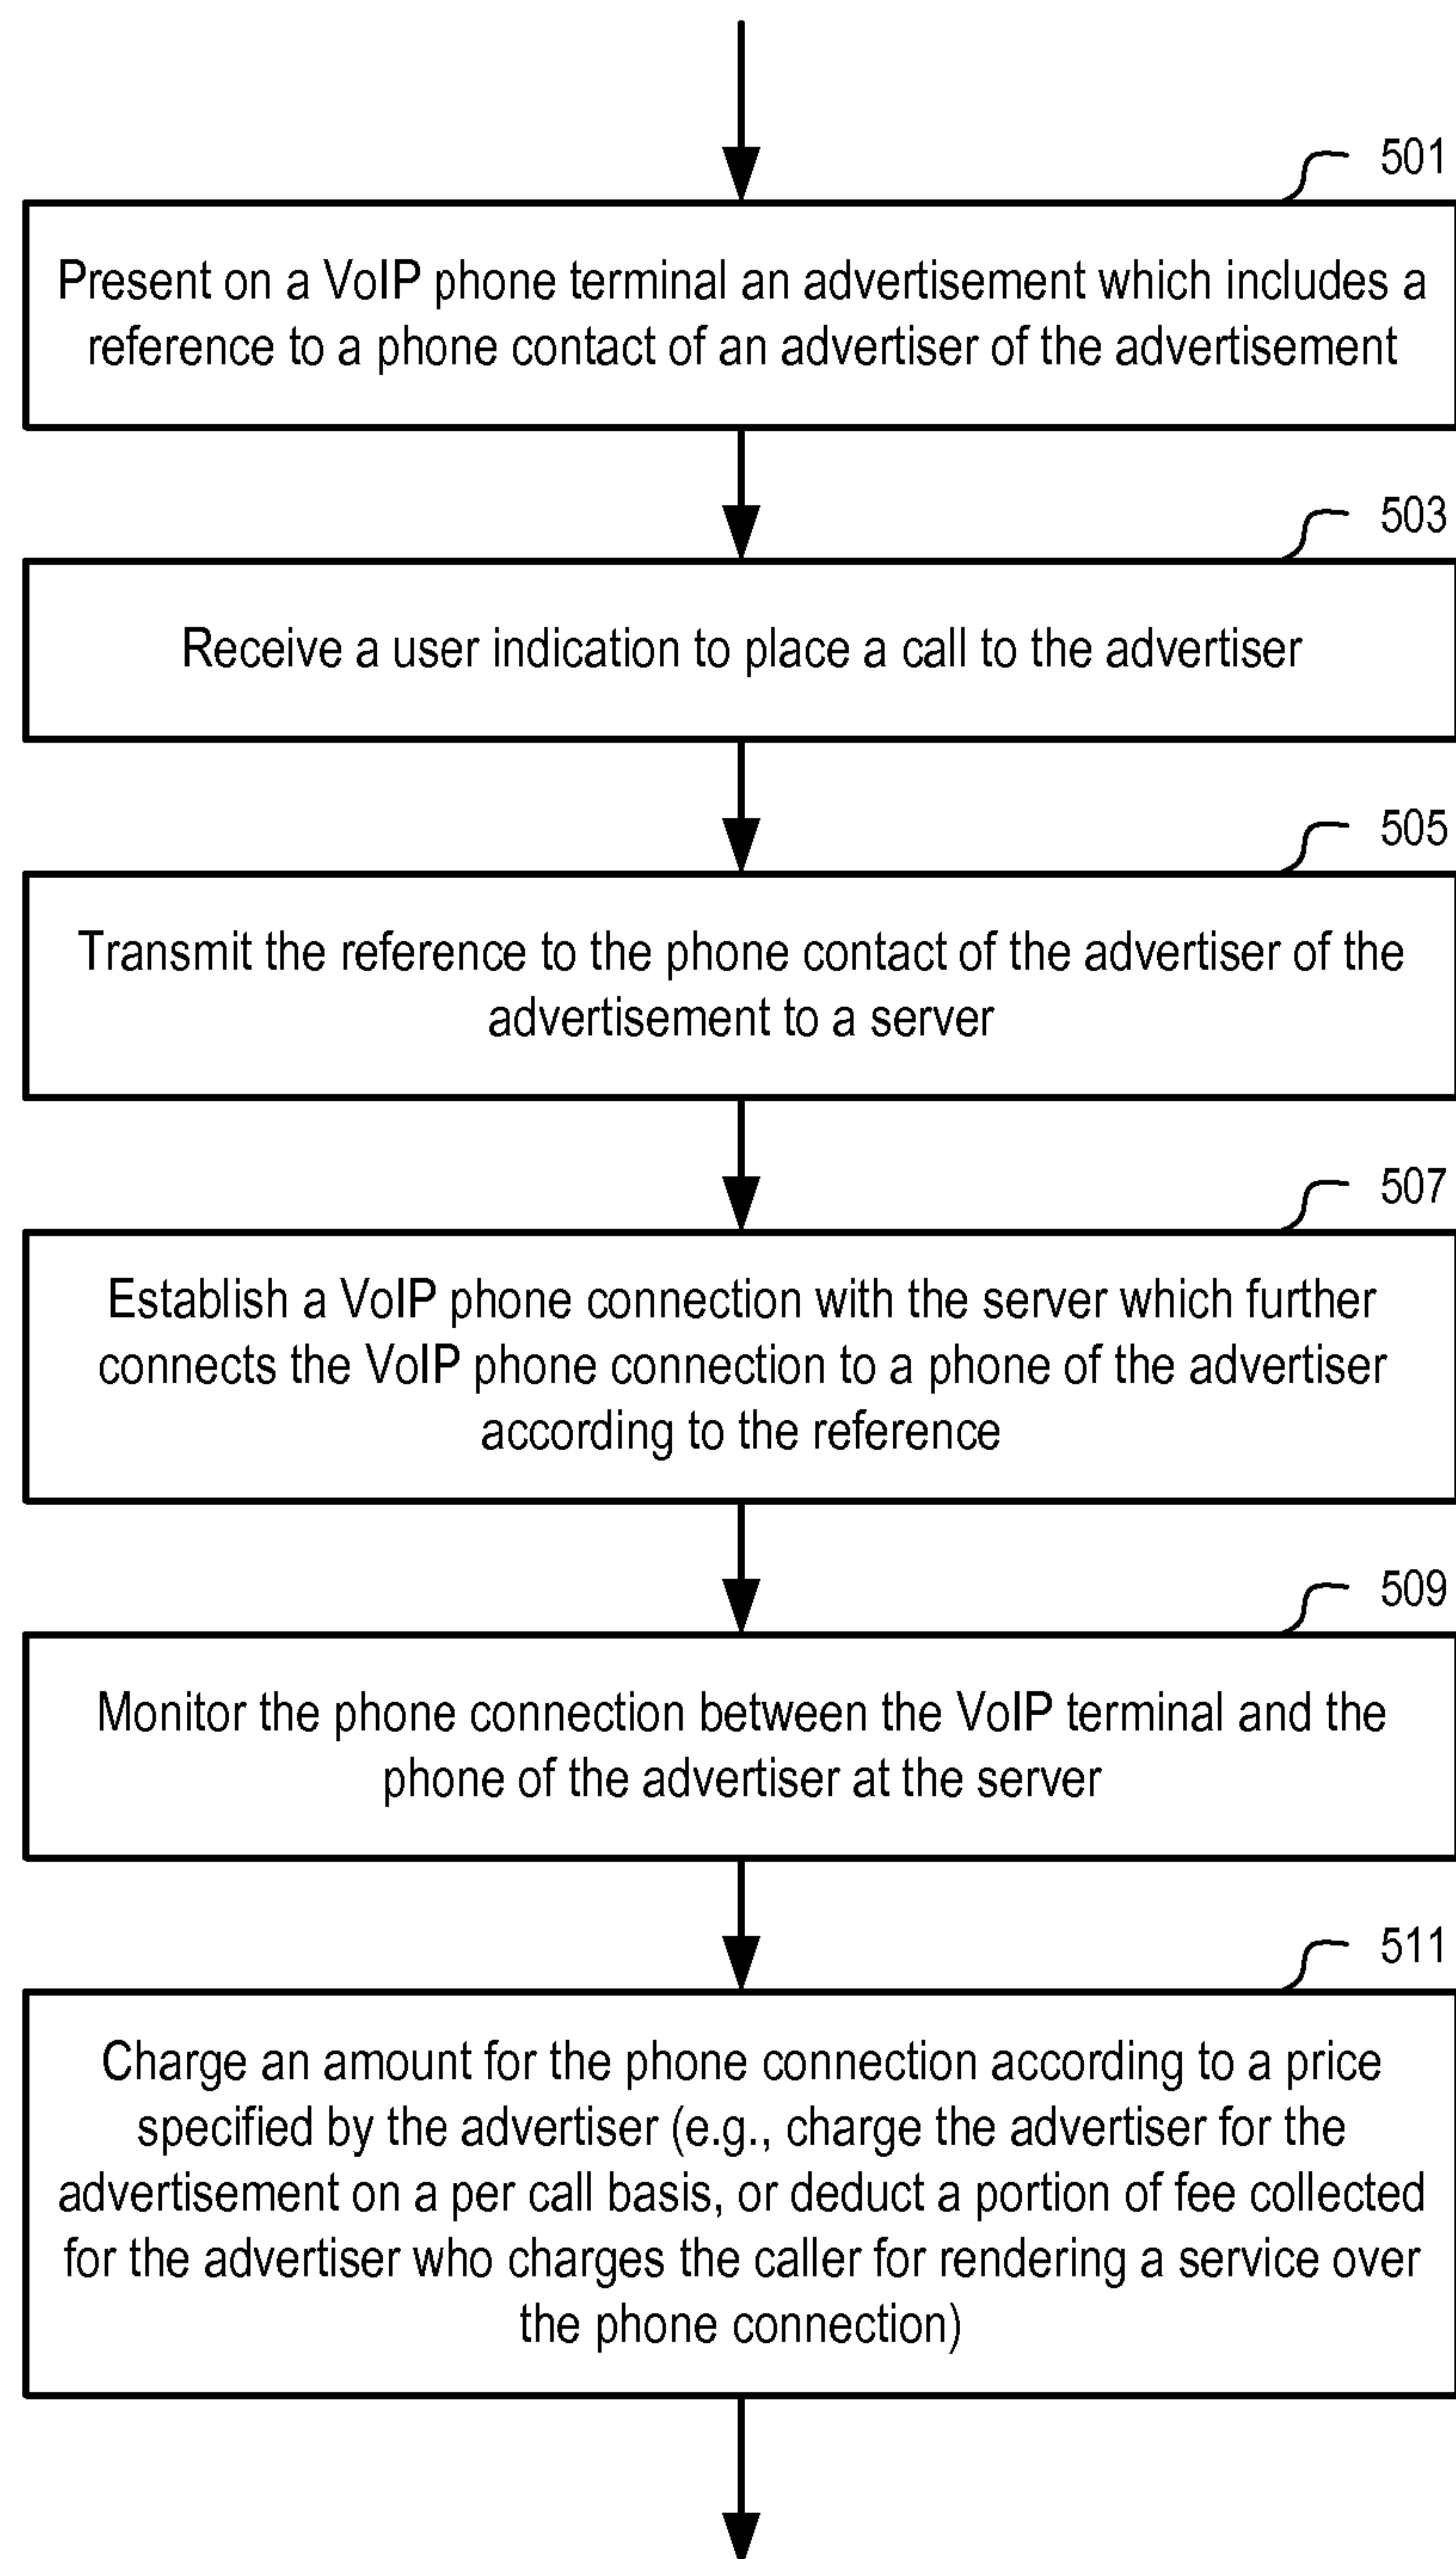 501
Present on a VoIP phone terminal an advertisement which includes a
reference to a phone contact of an advertiser of the advertisement
503
Receive a user indication to place a call to the advertiser
505
Transmit the reference to the phone contact of the advertiser of the
advertisement to a server
507
Establish a VoIP phone connection with the server which further
connects the VoIP phone connection to a phone of the advertiser
according to the reference
509
Monitor the phone connection between the VoIP terminal and the
phone of the advertiser at the server
511
Charge an amount for the phone connection according to a price
specified by the advertiser (e.g., charge the advertiser for the
advertisement on a per call basis, or deduct a portion of fee collected
for the advertiser who charges the caller for rendering a service over
the phone connection)